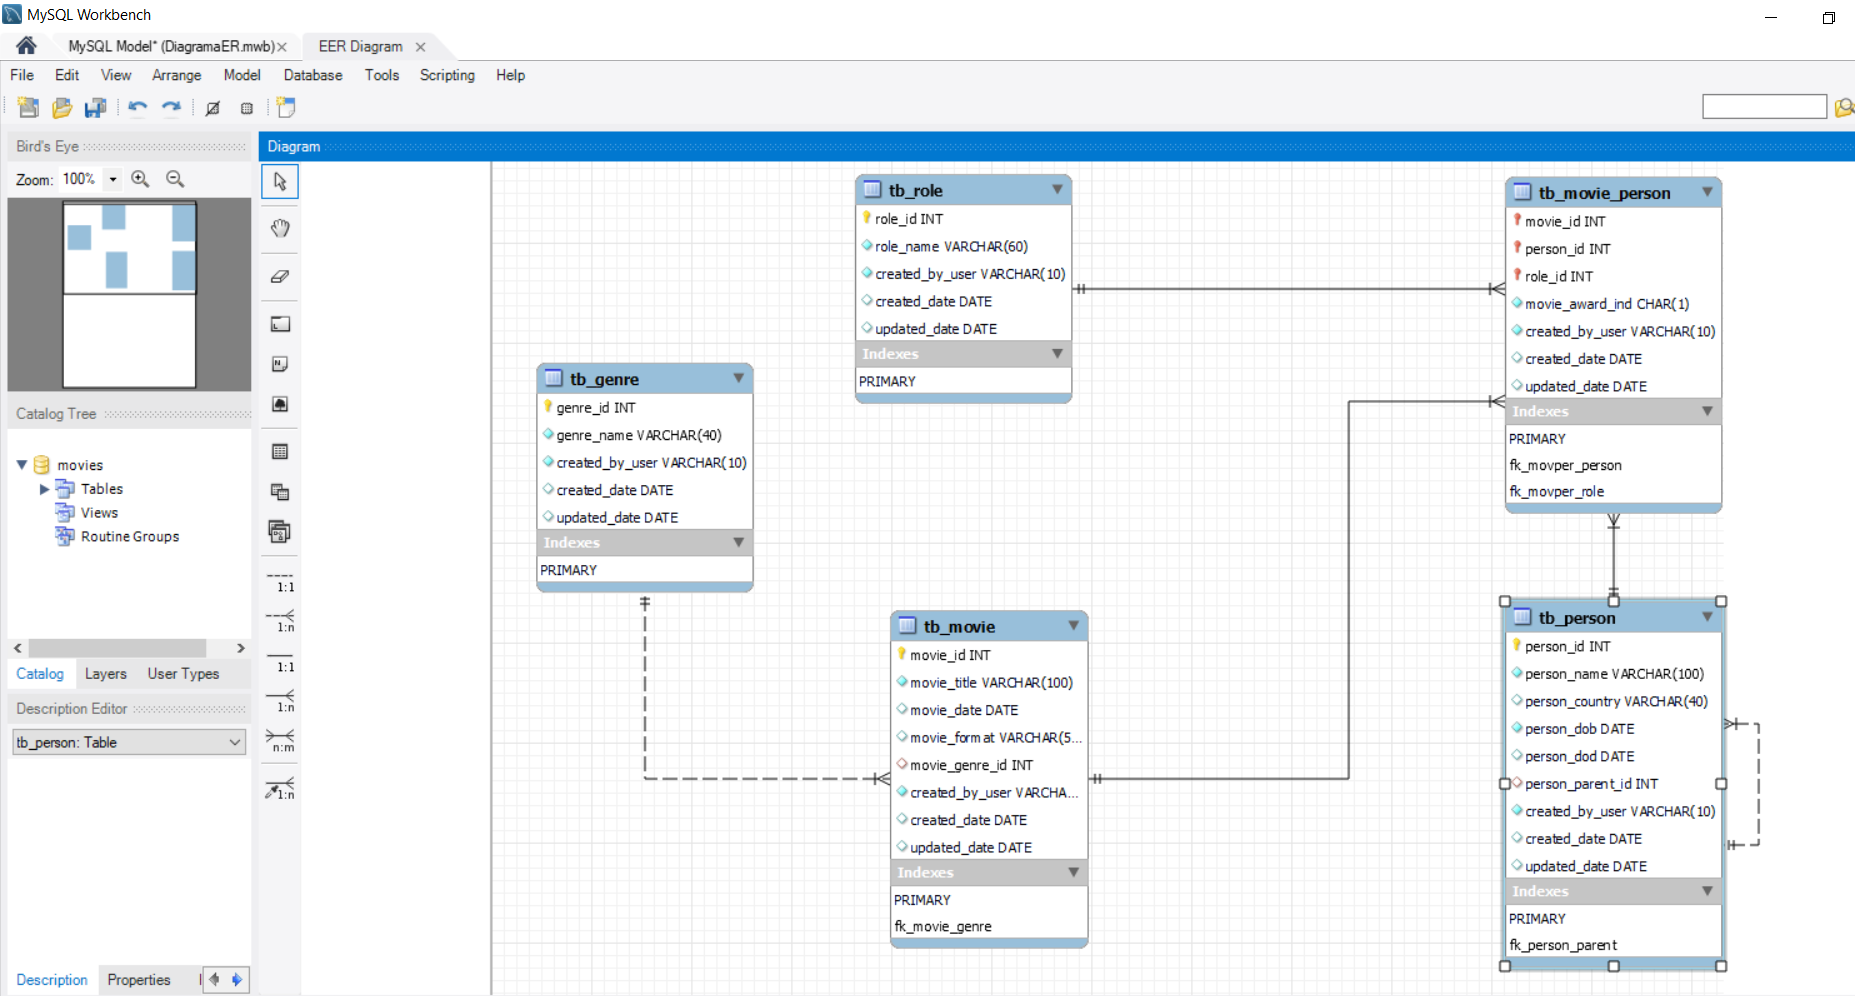 MySQL Workbench
MySQL Model* (DiagramaER.mwb)
EER Diagram
File Edit View Arrange Model Database Tools Scripting Help
Bird's Eye
Zoom: 100%
Catalog Tree
movies
Tables
Views
Routine Groups
Catalog Layers User Types
Description Editor
tb_person: Table
Description Properties
Diagram
1:1
1:n
1:1
1:n
n:m
1:n
tb_role
role_id INT
role_name VARCHAR(60)
created_by_user VARCHAR(10)
created_date DATE
updated_date DATE
Indexes
PRIMARY
tb_genre
genre_id INT
genre_name VARCHAR(40)
created_by_user VARCHAR(10)
created_date DATE
updated_date DATE
Indexes
PRIMARY
tb_movie
movie_id INT
movie_title VARCHAR(100)
movie_date DATE
movie_format VARCHAR(5...
movie_genre_id INT
created_by_user VARCHA...
created_date DATE
updated_date DATE
Indexes
PRIMARY
fk_movie_genre
tb_movie_person
movie_id INT
person_id INT
role_id INT
movie_award_ind CHAR(1)
created_by_user VARCHAR(10)
created_date DATE
updated_date DATE
Indexes
PRIMARY
fk_movper_person
fk_movper_role
tb_person
person_id INT
person_name VARCHAR(100)
person_country VARCHAR(40)
person_dob DATE
person_dod DATE
person_parent_id INT
created_by_user VARCHAR(10)
created_date DATE
updated_date DATE
Indexes
PRIMARY
fk_person_parent